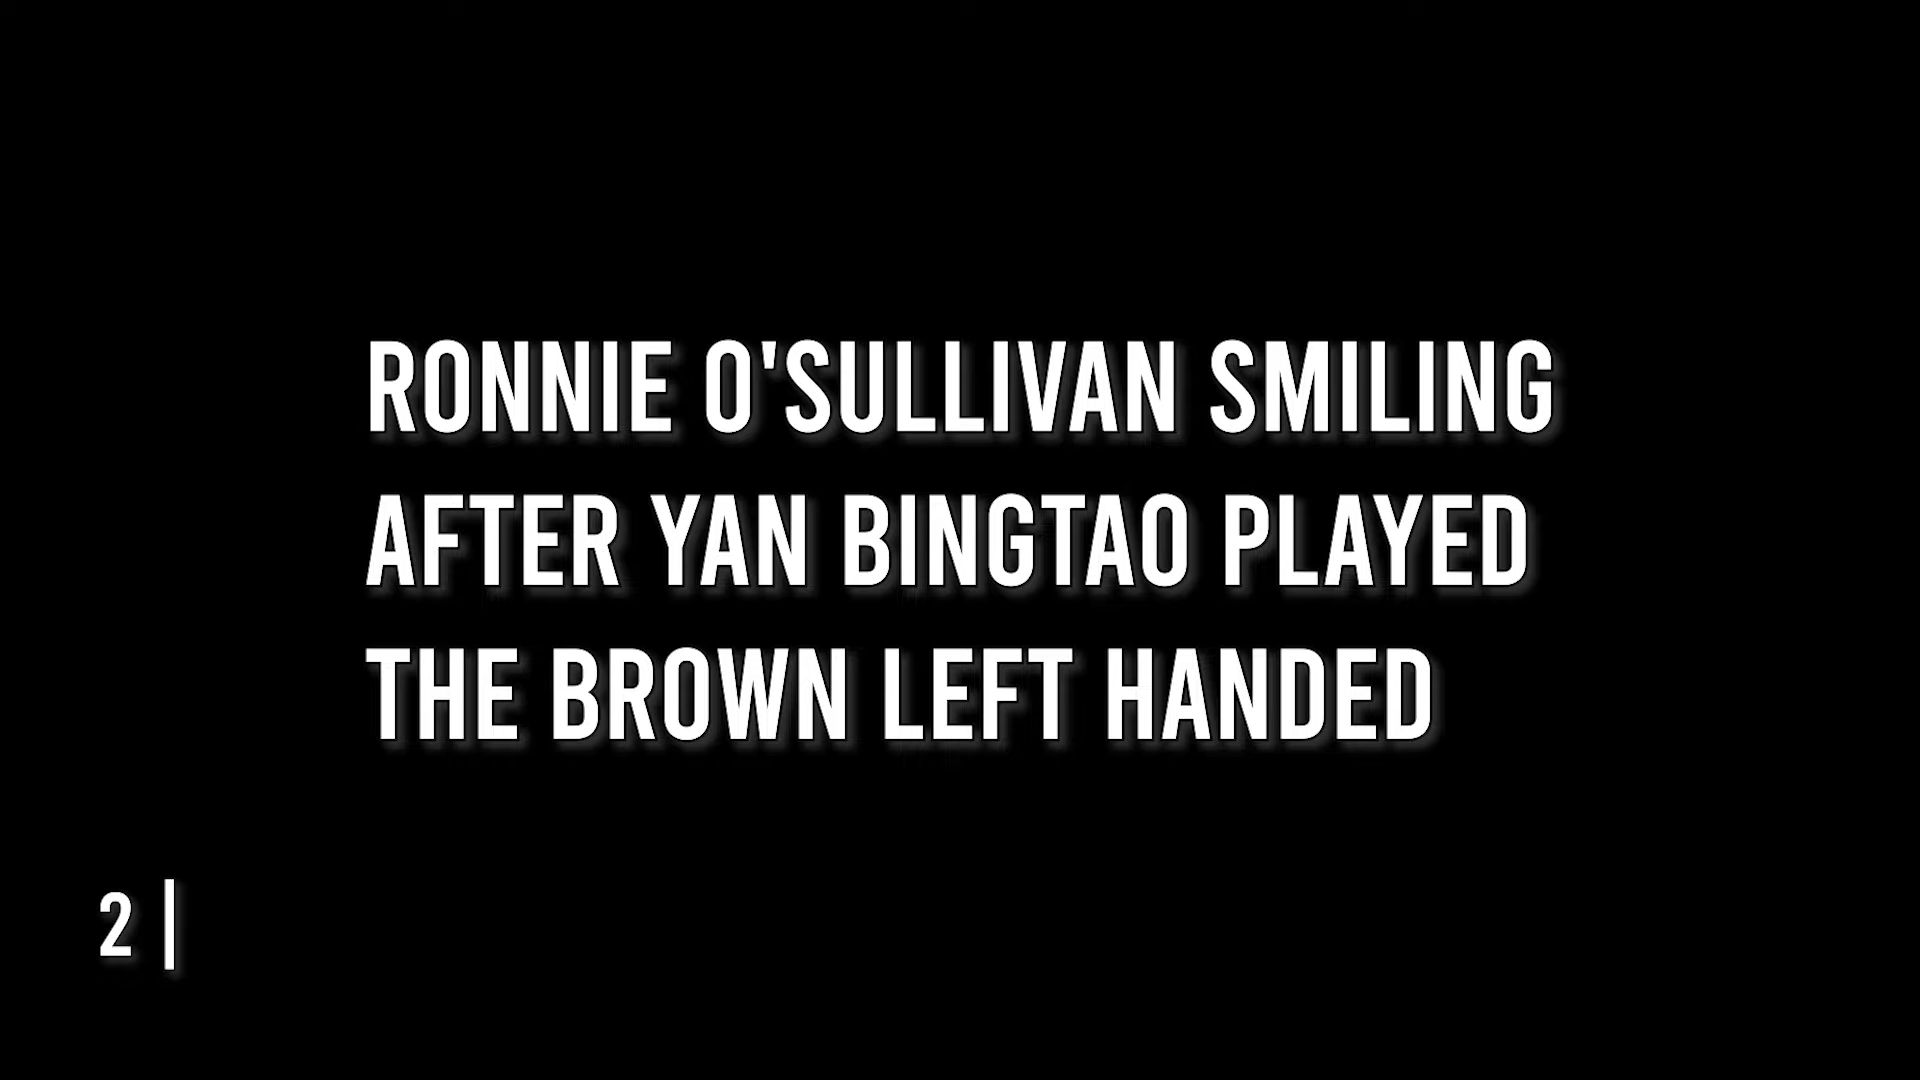 RONNIE O'SULLIVAN SMILING
AFTER YAN BINGTAO PLAYED
THE BROWN LEFT HANDED
2 |